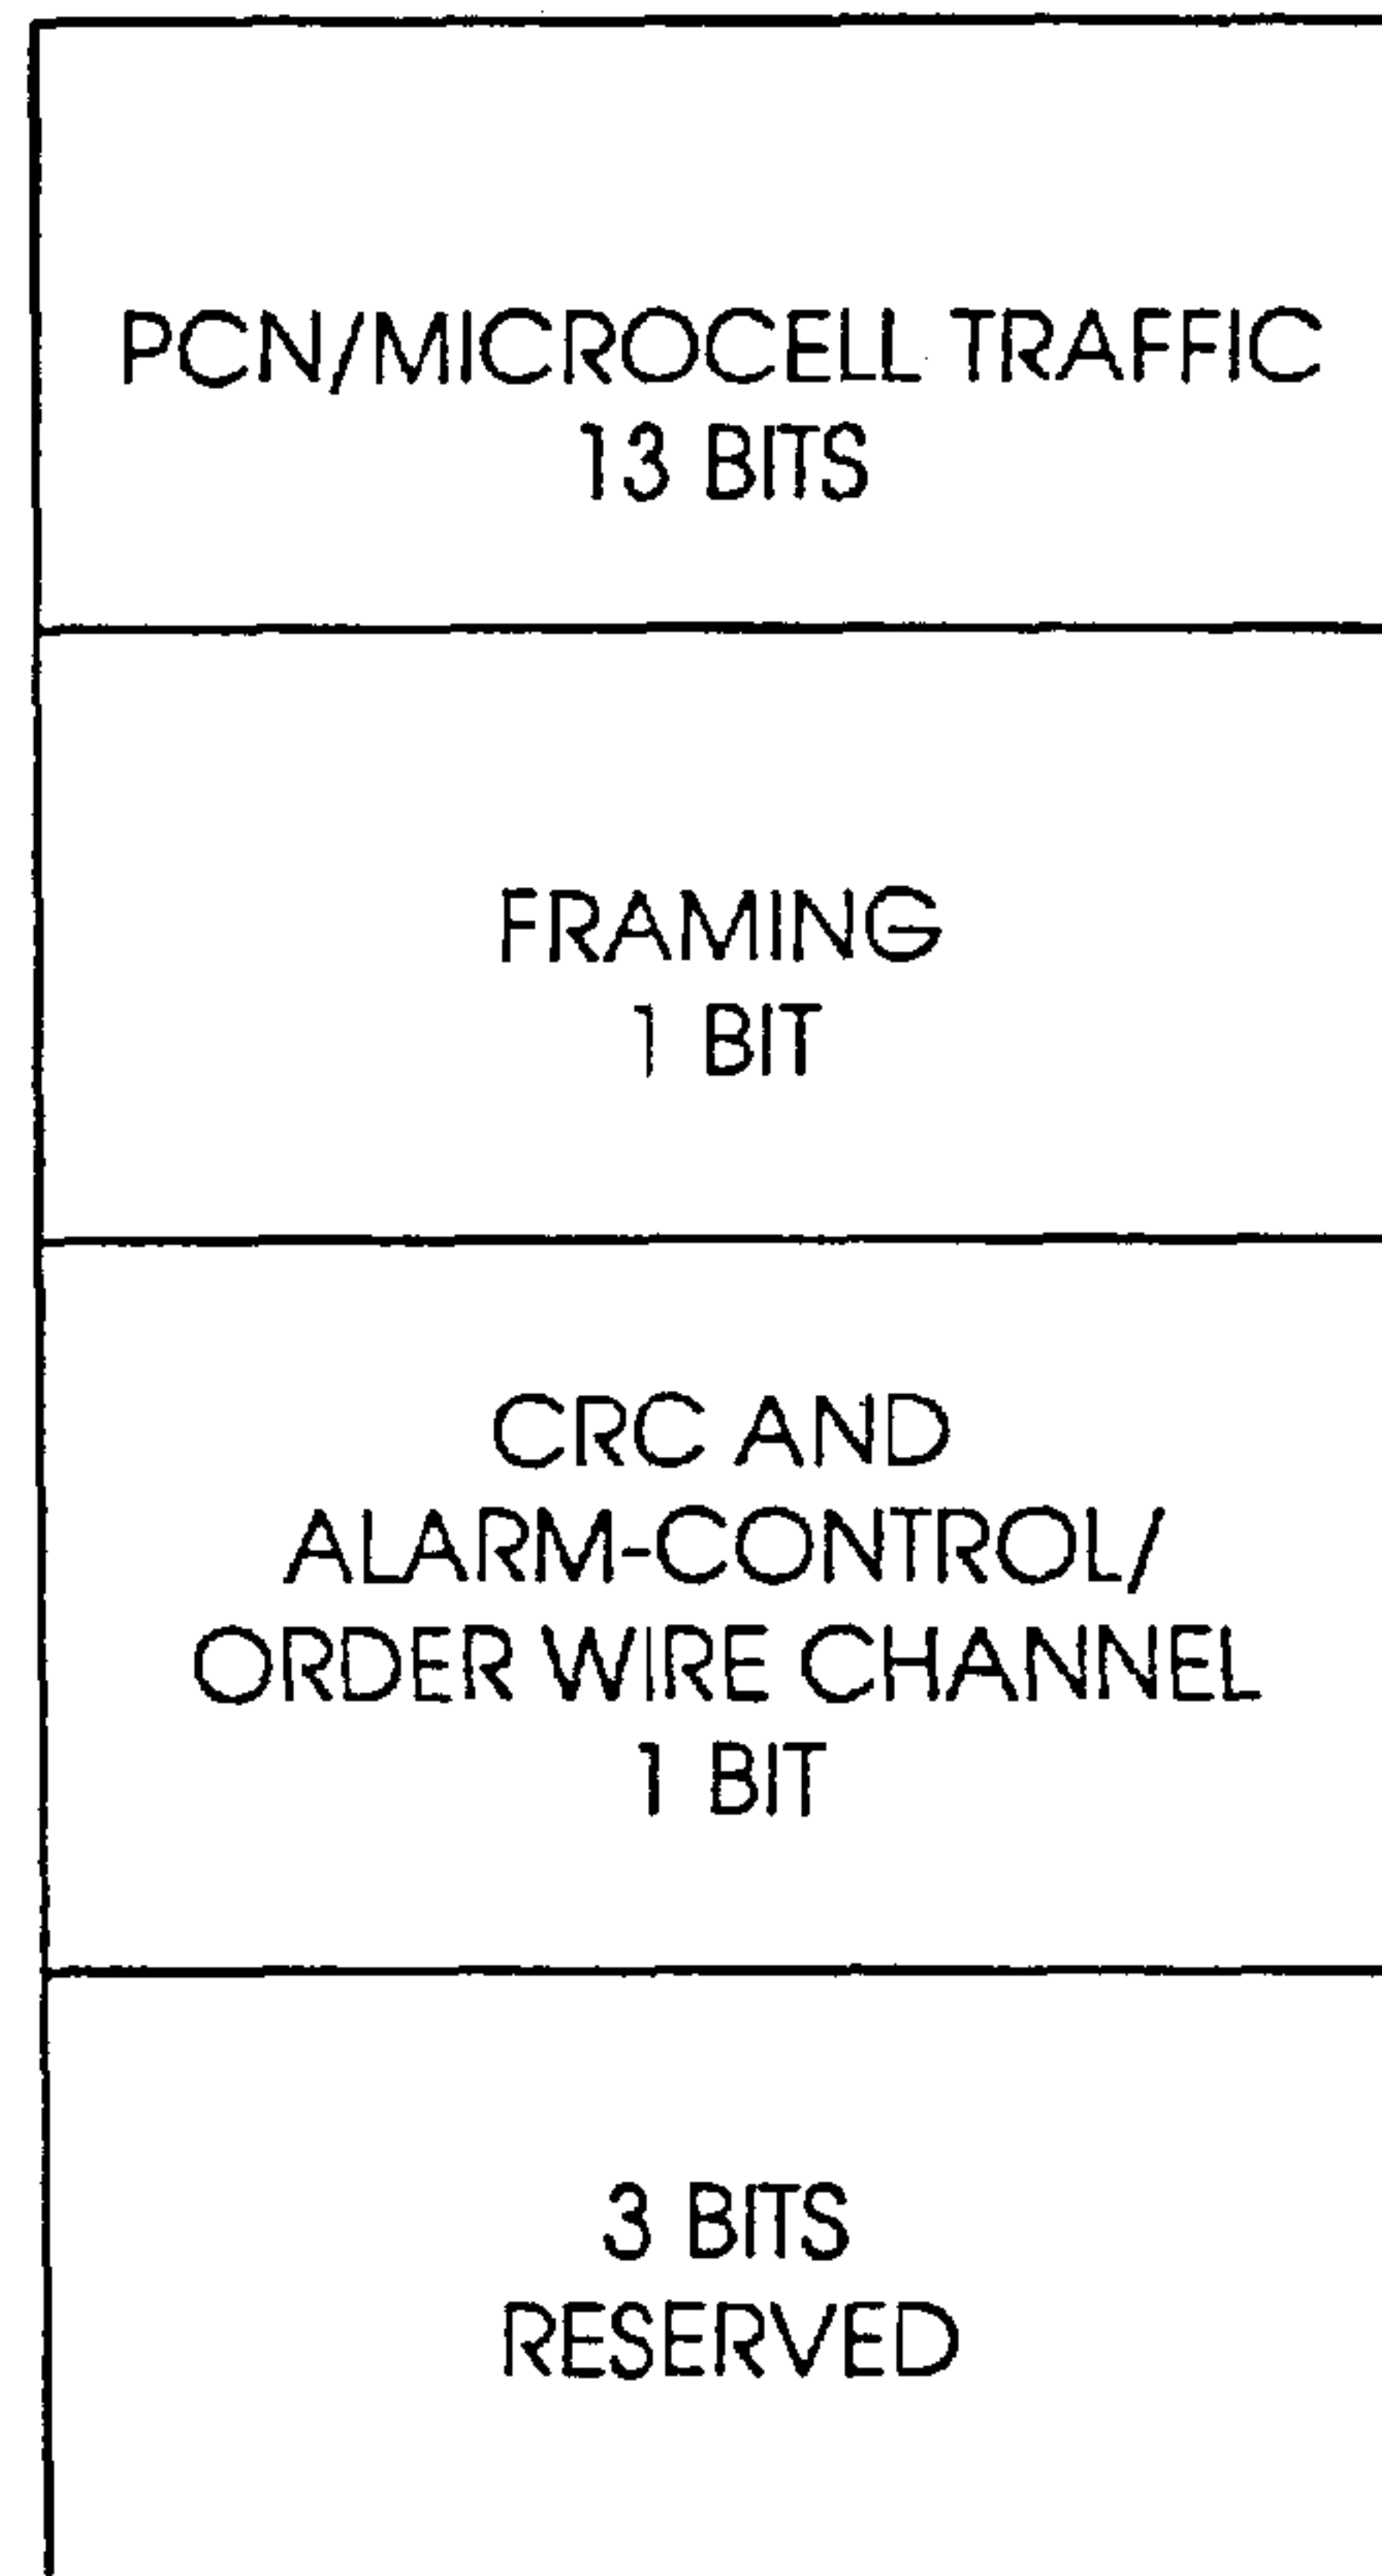 PCN/MICROCELL TRAFFIC
13 BITS
FRAMING
1 BIT
CRC AND
ALARM-CONTROL/
ORDER WIRE CHANNEL
1 BIT
3 BITS
RESERVED